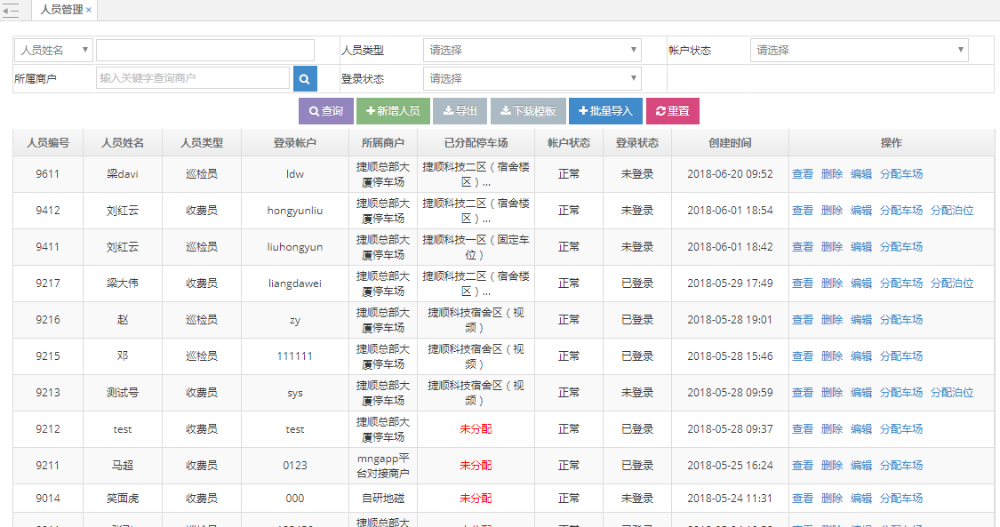 人员管理 ×
人员姓名 人员类型 请选择 帐户状态 请选择
所属商户 输入关键字查询商户 登录状态 请选择
查询 新增人员 导出 下载模板 批量导入 重置
人员编号 人员姓名 人员类型 登录帐户 所属商户 已分配停车场 帐户状态 登录状态 创建时间 操作
9611 梁davi 巡检员 ldw 捷顺总部大厦停车场 捷顺科技二区（宿舍楼区）... 正常 未登录 2018-06-20 09:52 查看 删除 编辑 分配车场
9412 刘红云 收费员 hongyunliu 捷顺总部大厦停车场 捷顺科技二区（宿舍楼区）... 正常 未登录 2018-06-01 18:54 查看 删除 编辑 分配车场 分配泊位
9411 刘红云 巡检员 liuhongyun 捷顺总部大厦停车场 捷顺科技一区（固定车位） 正常 未登录 2018-06-01 18:42 查看 删除 编辑 分配车场
9217 梁大伟 收费员 liangdawei 捷顺总部大厦停车场 捷顺科技二区（宿舍楼区）... 正常 已登录 2018-05-29 17:49 查看 删除 编辑 分配车场 分配泊位
9216 赵 巡检员 zy 捷顺总部大厦停车场 捷顺科技宿舍区（视频） 正常 已登录 2018-05-28 19:01 查看 删除 编辑 分配车场
9215 邓 巡检员 111111 捷顺总部大厦停车场 捷顺科技宿舍区（视频） 正常 已登录 2018-05-28 15:46 查看 删除 编辑 分配车场
9213 测试号 收费员 sys 捷顺总部大厦停车场 捷顺科技宿舍区（视频） 正常 未登录 2018-05-28 09:59 查看 删除 编辑 分配车场 分配泊位
9212 test 收费员 test 捷顺总部大厦停车场 未分配 正常 已登录 2018-05-28 09:37 查看 删除 编辑 分配车场
9211 马超 收费员 0123 mngapp平台对接商户 未分配 正常 已登录 2018-05-25 16:24 查看 删除 编辑 分配车场
9014 笑面虎 收费员 000 自研地磁 未分配 正常 未登录 2018-05-24 11:31 查看 删除 编辑 分配车场
捷顺总部大